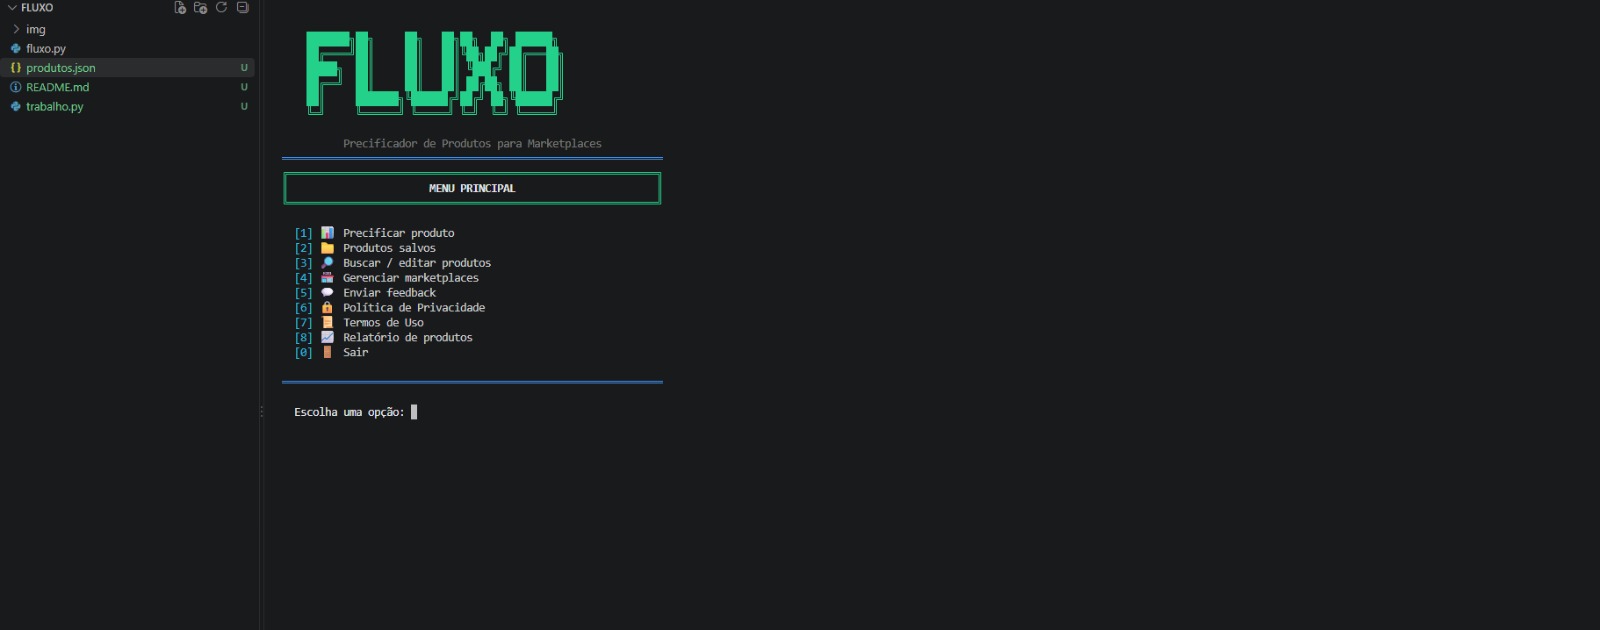 FLUXO
img
fluxo.py
{} produtos.json U
README.md U
trabalho.py U
FLUXO
Precificador de Produtos para Marketplaces
MENU PRINCIPAL
[1] Precificar produto
[2] Produtos salvos
[3] Buscar / editar produtos
[4] Gerenciar marketplaces
[5] Enviar feedback
[6] Política de Privacidade
[7] Termos de Uso
[8] Relatório de produtos
[0] Sair
Escolha uma opção: